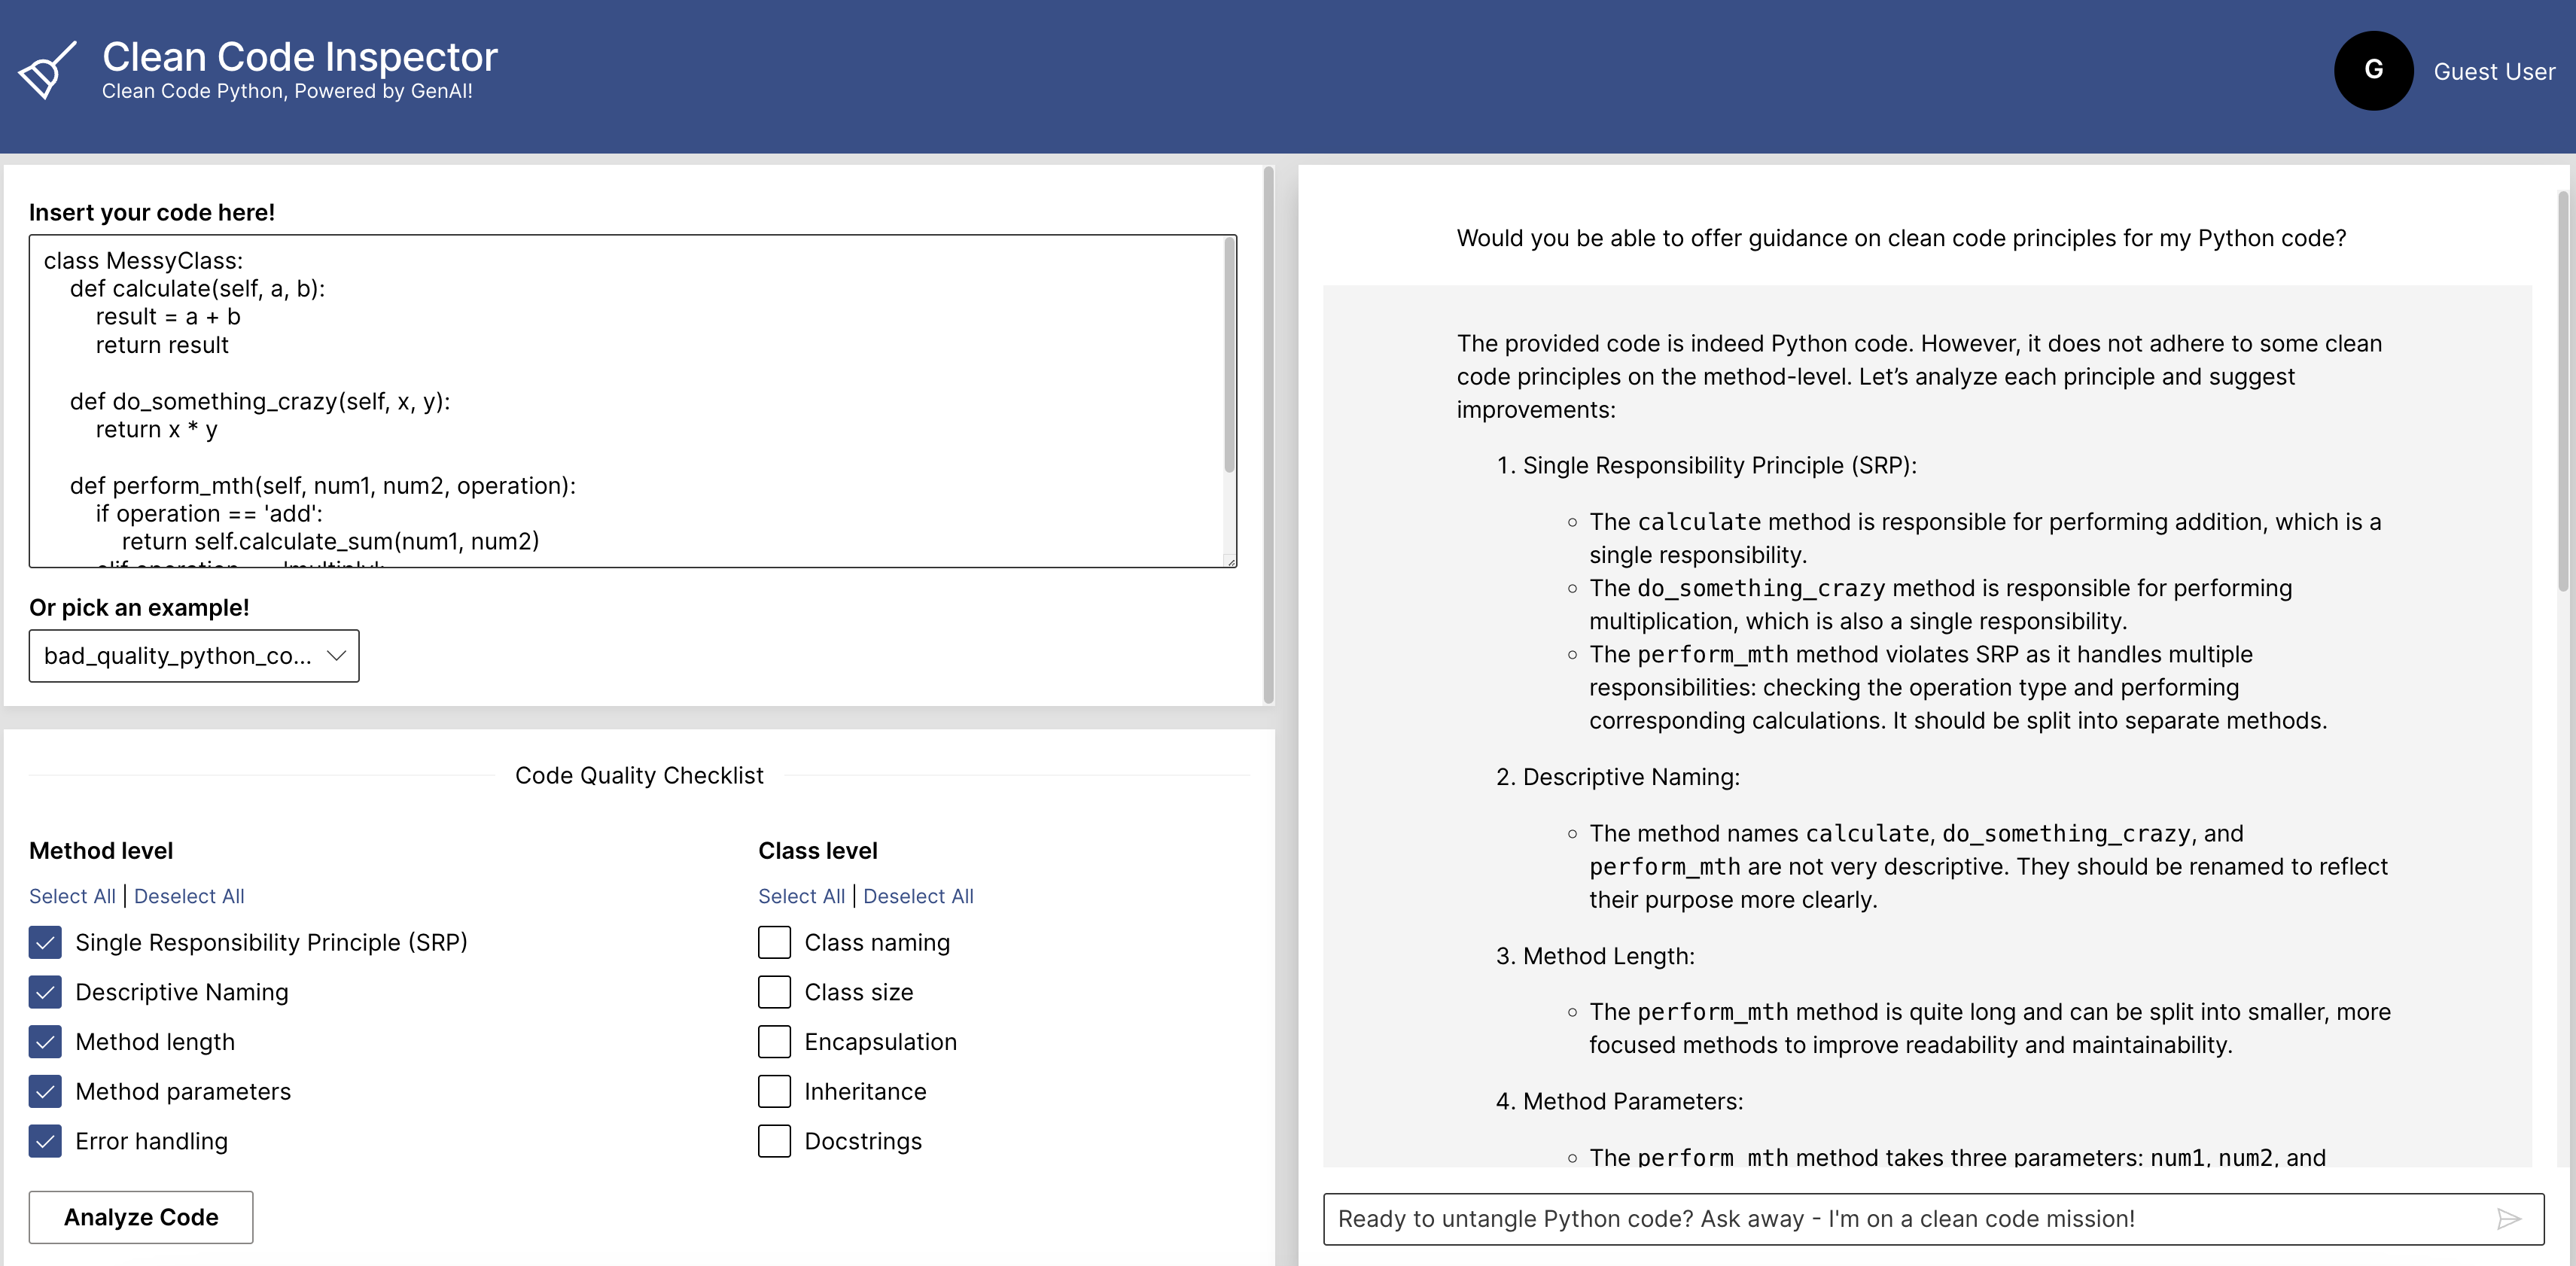 Clean Code Inspector
Clean Code Python, Powered by GenAI!
G
Guest User
Insert your code here!
class MessyClass:
def calculate(self, a, b):
result = a + b
return result
def do_something_crazy(self, x, y):
return x * y
def perform_mth(self, num1, num2, operation):
if operation == 'add':
return self.calculate_sum(num1, num2)
Or pick an example!
bad_quality_python_co...
Code Quality Checklist
Method level
Select All | Deselect All
Single Responsibility Principle (SRP)
Descriptive Naming
Method length
Method parameters
Error handling
Class level
Select All | Deselect All
Class naming
Class size
Encapsulation
Inheritance
Docstrings
Analyze Code
Would you be able to offer guidance on clean code principles for my Python code?
The provided code is indeed Python code. However, it does not adhere to some clean
code principles on the method-level. Let’s analyze each principle and suggest
improvements:
1. Single Responsibility Principle (SRP):
The calculate method is responsible for performing addition, which is a
single responsibility.
The do_something_crazy method is responsible for performing
multiplication, which is also a single responsibility.
The perform_mth method violates SRP as it handles multiple
responsibilities: checking the operation type and performing
corresponding calculations. It should be split into separate methods.
2. Descriptive Naming:
The method names calculate, do_something_crazy, and
perform_mth are not very descriptive. They should be renamed to reflect
their purpose more clearly.
3. Method Length:
The perform_mth method is quite long and can be split into smaller, more
focused methods to improve readability and maintainability.
4. Method Parameters:
The perform_mth method takes three parameters: num1, num2, and
Ready to untangle Python code? Ask away - I'm on a clean code mission!